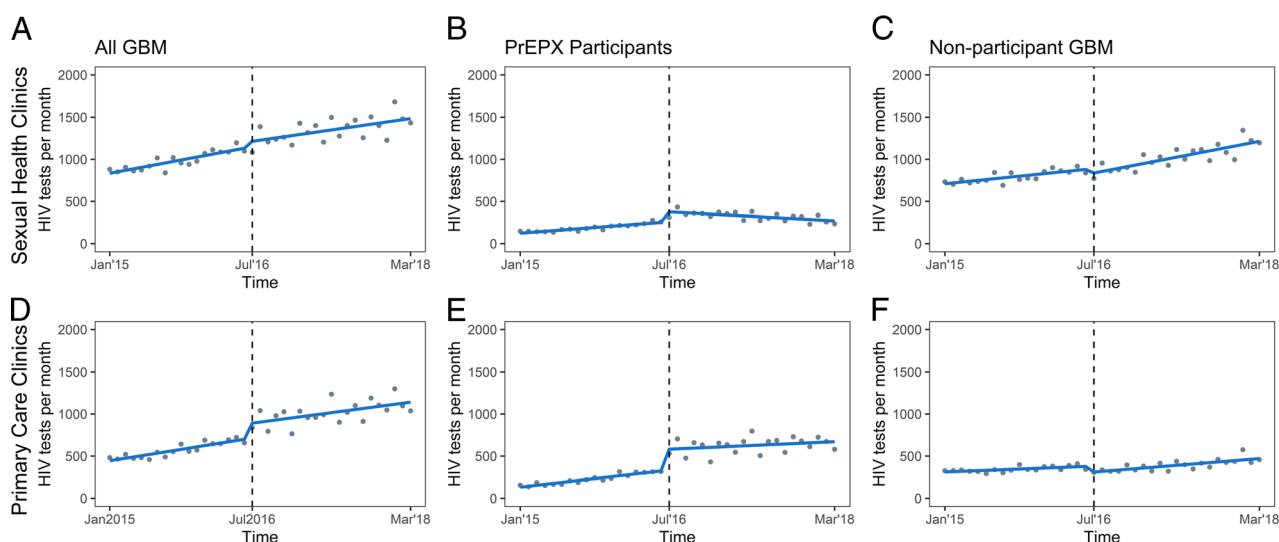 A
All GBM
Sexual Health Clinics
HIV tests per month
2000
1500
1000
500
0
Jan'15
Jul'16
Mar'18
Time
B
PrEPX Participants
HIV tests per month
2000
1500
1000
500
0
Jan'15
Jul'16
Mar'18
Time
C
Non-participant GBM
HIV tests per month
2000
1500
1000
500
0
Jan'15
Jul'16
Mar'18
Time
D
Primary Care Clinics
HIV tests per month
2000
1500
1000
500
0
Jan2015
Jul2016
Mar'18
Time
E
HIV tests per month
2000
1500
1000
500
0
Jan'15
Jul'16
Mar'18
Time
F
HIV tests per month
2000
1500
1000
500
0
Jan'15
Jul'16
Mar'18
Time